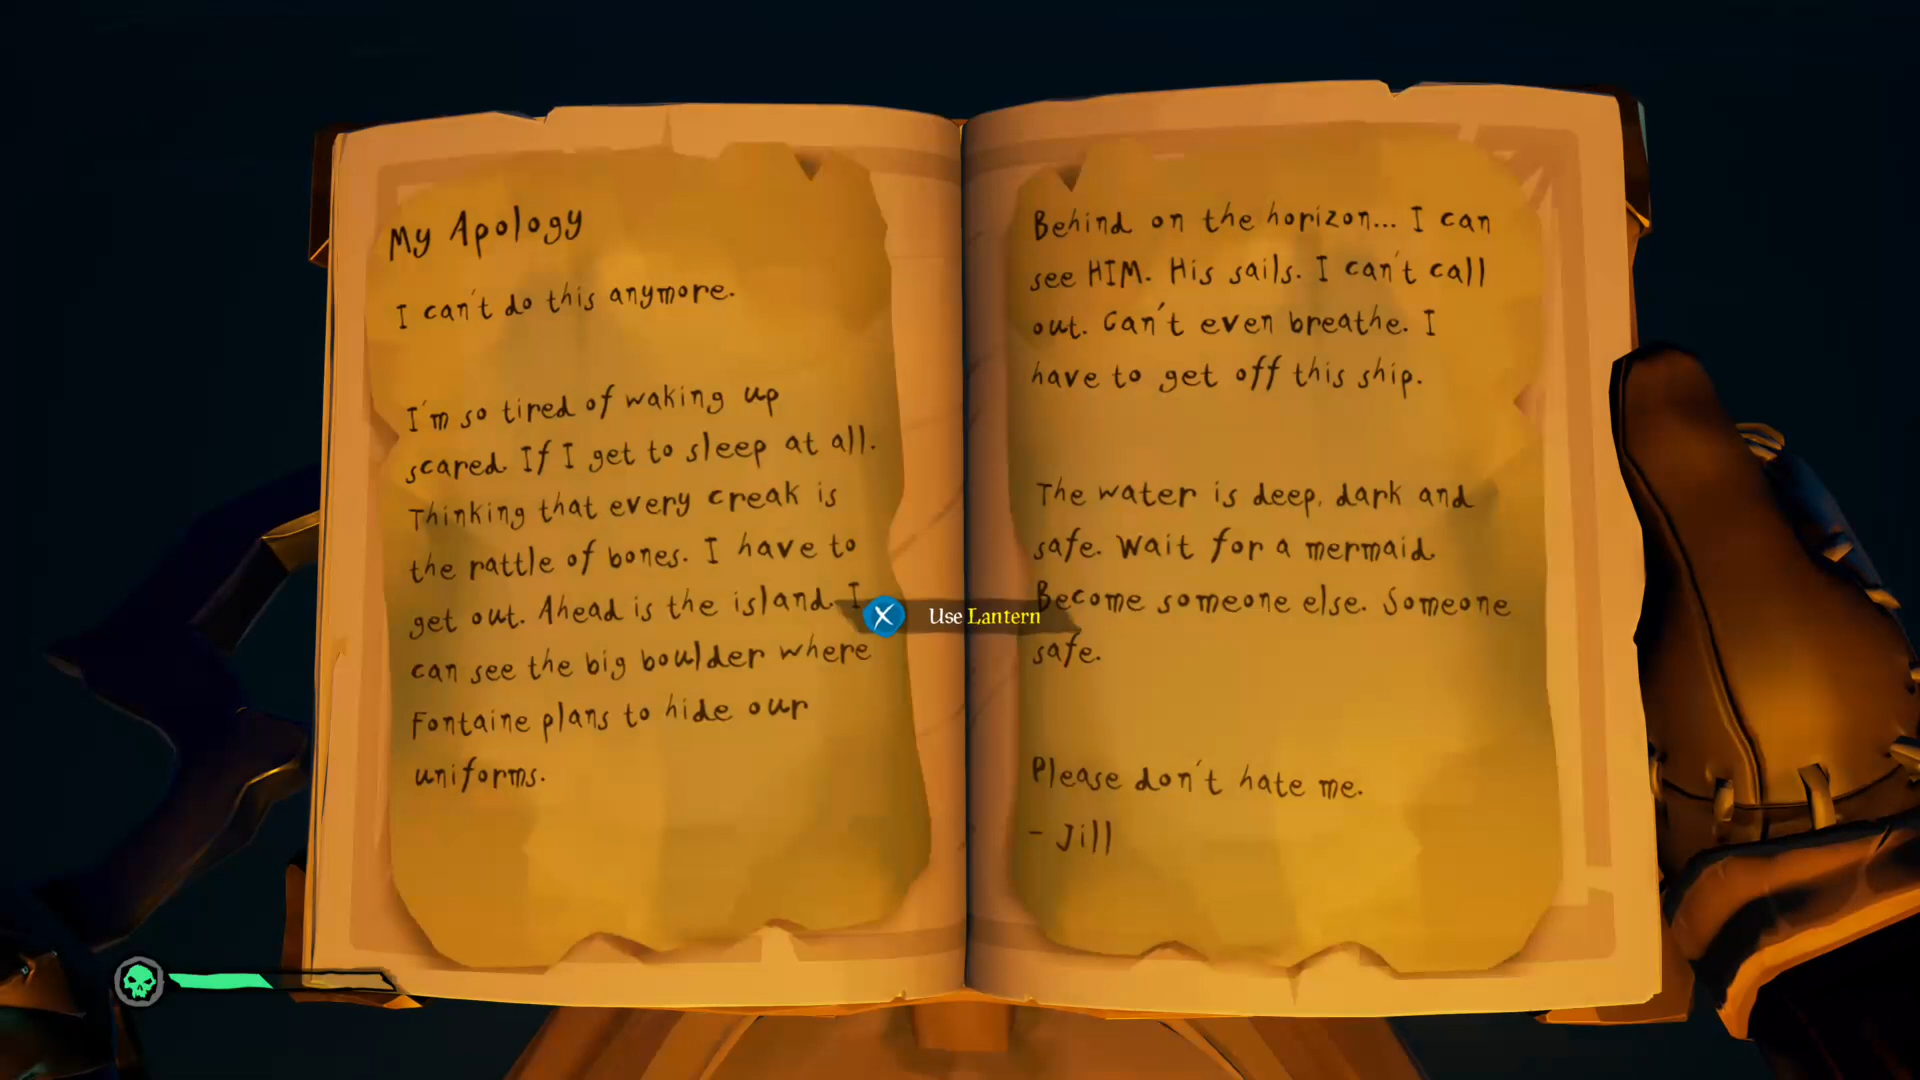 My Apology
I can't do this anymore.
I'm so tired of waking up
scared. If I get to sleep at all.
Thinking that every creak is
the rattle of bones. I have to
get out. Ahead is the island. I
can see the big boulder where
Fontaine plans to hide our
uniforms.
Behind on the horizon... I can
see HIM. His sails. I can't call
out. Can't even breathe. I
have to get off this ship.
The water is deep, dark and
safe. Wait for a mermaid.
Become someone else. Someone
safe.
Please don't hate me.
- Jill
X Use Lantern